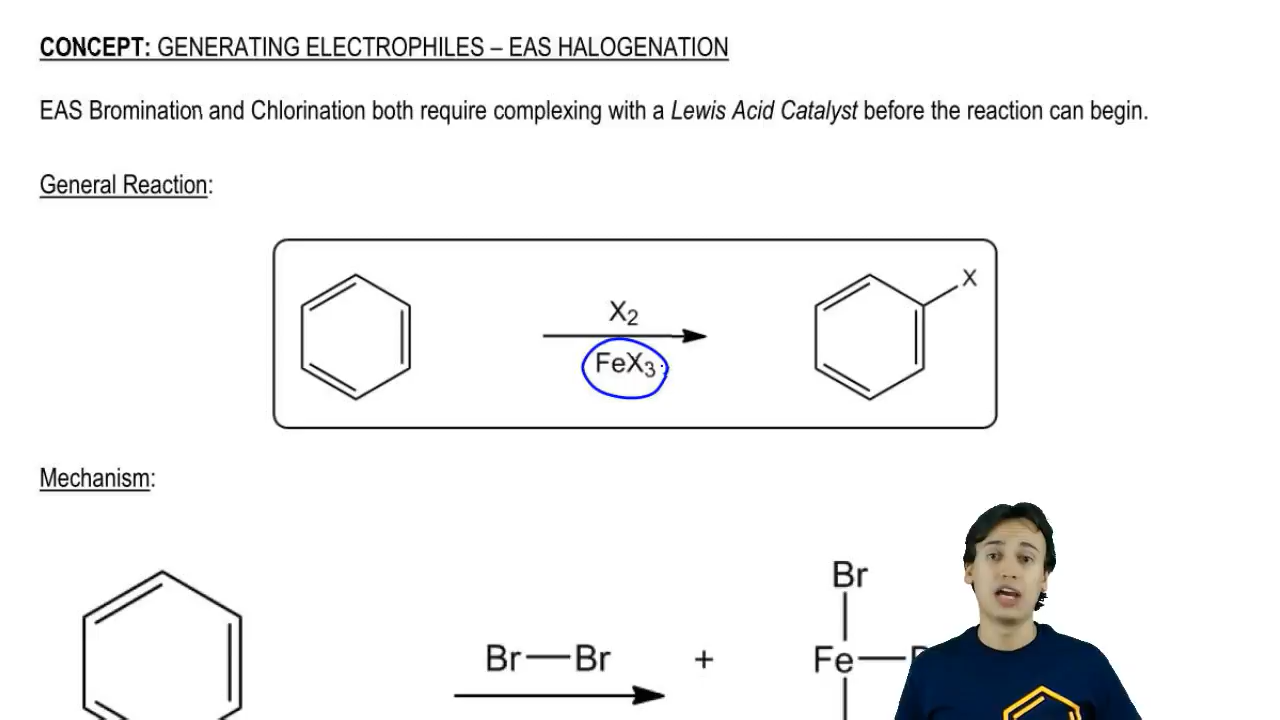 CONCEPT: GENERATING ELECTROPHILES – EAS HALOGENATION
EAS Bromination and Chlorination both require complexing with a Lewis Acid Catalyst before the reaction can begin.
General Reaction:
X
X2
FeX3
Mechanism:
Br
Br—Br + Fe—